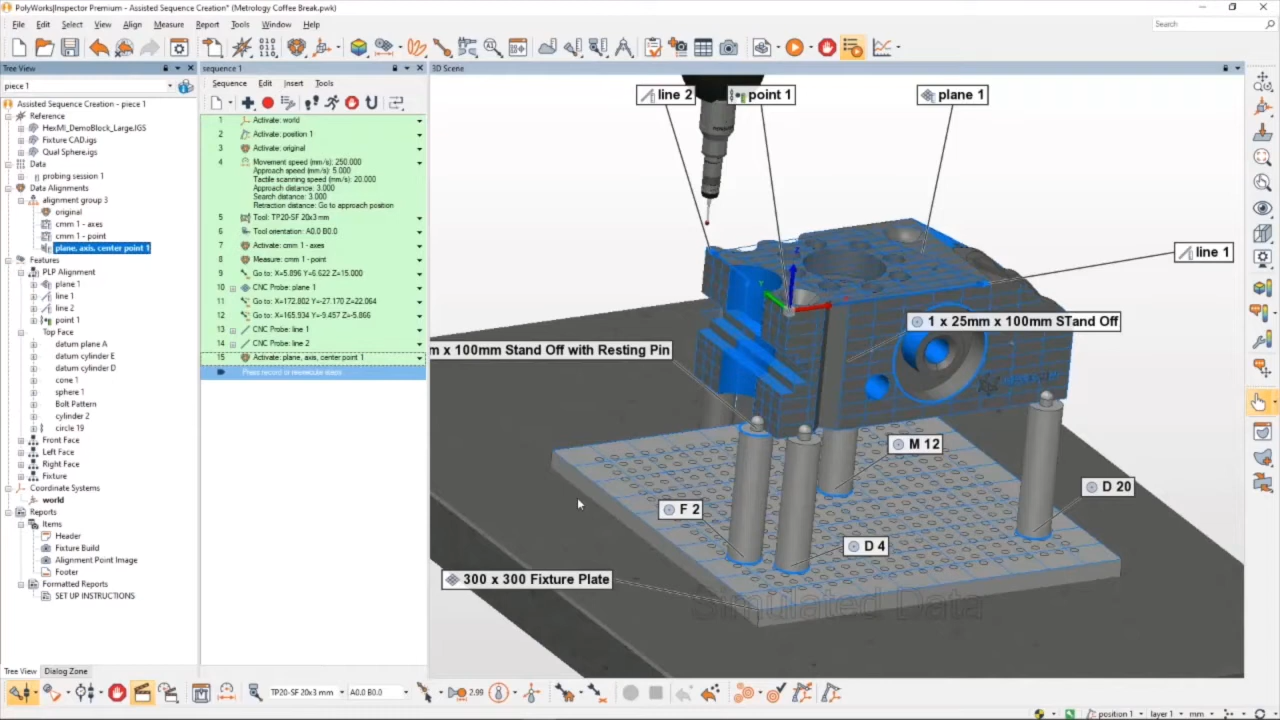 PolyWorks|Inspector Premium - Assisted Sequence Creation* (Metrology Coffee Break.pwk)
File Edit Select View Align Measure Report Tools Window Help
Search
Tree View
sequence 1
3D Scene
piece 1
Sequence Edit Insert Tools
Assisted Sequence Creation - piece 1
Reference
HexMI_DemoBlock_Large.IGS
Fixture CAD.igs
Qual Sphere.igs
Data
probing session 1
Data Alignments
alignment group 3
original
cmm 1 - axes
cmm 1 - point
plane, axis, center point 1
Features
PLP Alignment
plane 1
line 1
line 2
point 1
Top Face
datum plane A
datum cylinder E
datum cylinder D
cone 1
sphere 1
Bolt Pattern
cylinder 2
circle 19
Front Face
Left Face
Right Face
Fixture
Coordinate Systems
world
Reports
Items
Header
Fixture Build
Alignment Point Image
Footer
Formatted Reports
SET UP INSTRUCTIONS
Tree View Dialog Zone
1 Activate: world
2 Activate: position 1
3 Activate: original
4 Movement speed (mm/s): 250.000
Approach speed (mm/s): 5.000
Tactile scanning speed (mm/s): 20.000
Approach distance: 3.000
Search distance: 3.000
Retraction distance: Go to approach position
5 Tool: TP20-SF 20x3 mm
6 Tool orientation: A0.0 B0.0
7 Activate: cmm 1 - axes
8 Measure: cmm 1 - point
9 Go to: X=5.896 Y=6.622 Z=15.000
10 CNC Probe: plane 1
11 Go to: X=172.802 Y=-27.170 Z=22.064
12 Go to: X=165.934 Y=-9.457 Z=-5.866
13 CNC Probe: line 1
14 CNC Probe: line 2
15 Activate: plane, axis, center point 1
line 2
point 1
plane 1
line 1
1 x 25mm x 100mm STand Off
m x 100mm Stand Off with Resting Pin
M 12
D 20
F 2
D 4
300 x 300 Fixture Plate
Simulated Data
Z
TP20-SF 20x3 mm
A0.0 B0.0
2.99
position 1
layer 1
mm